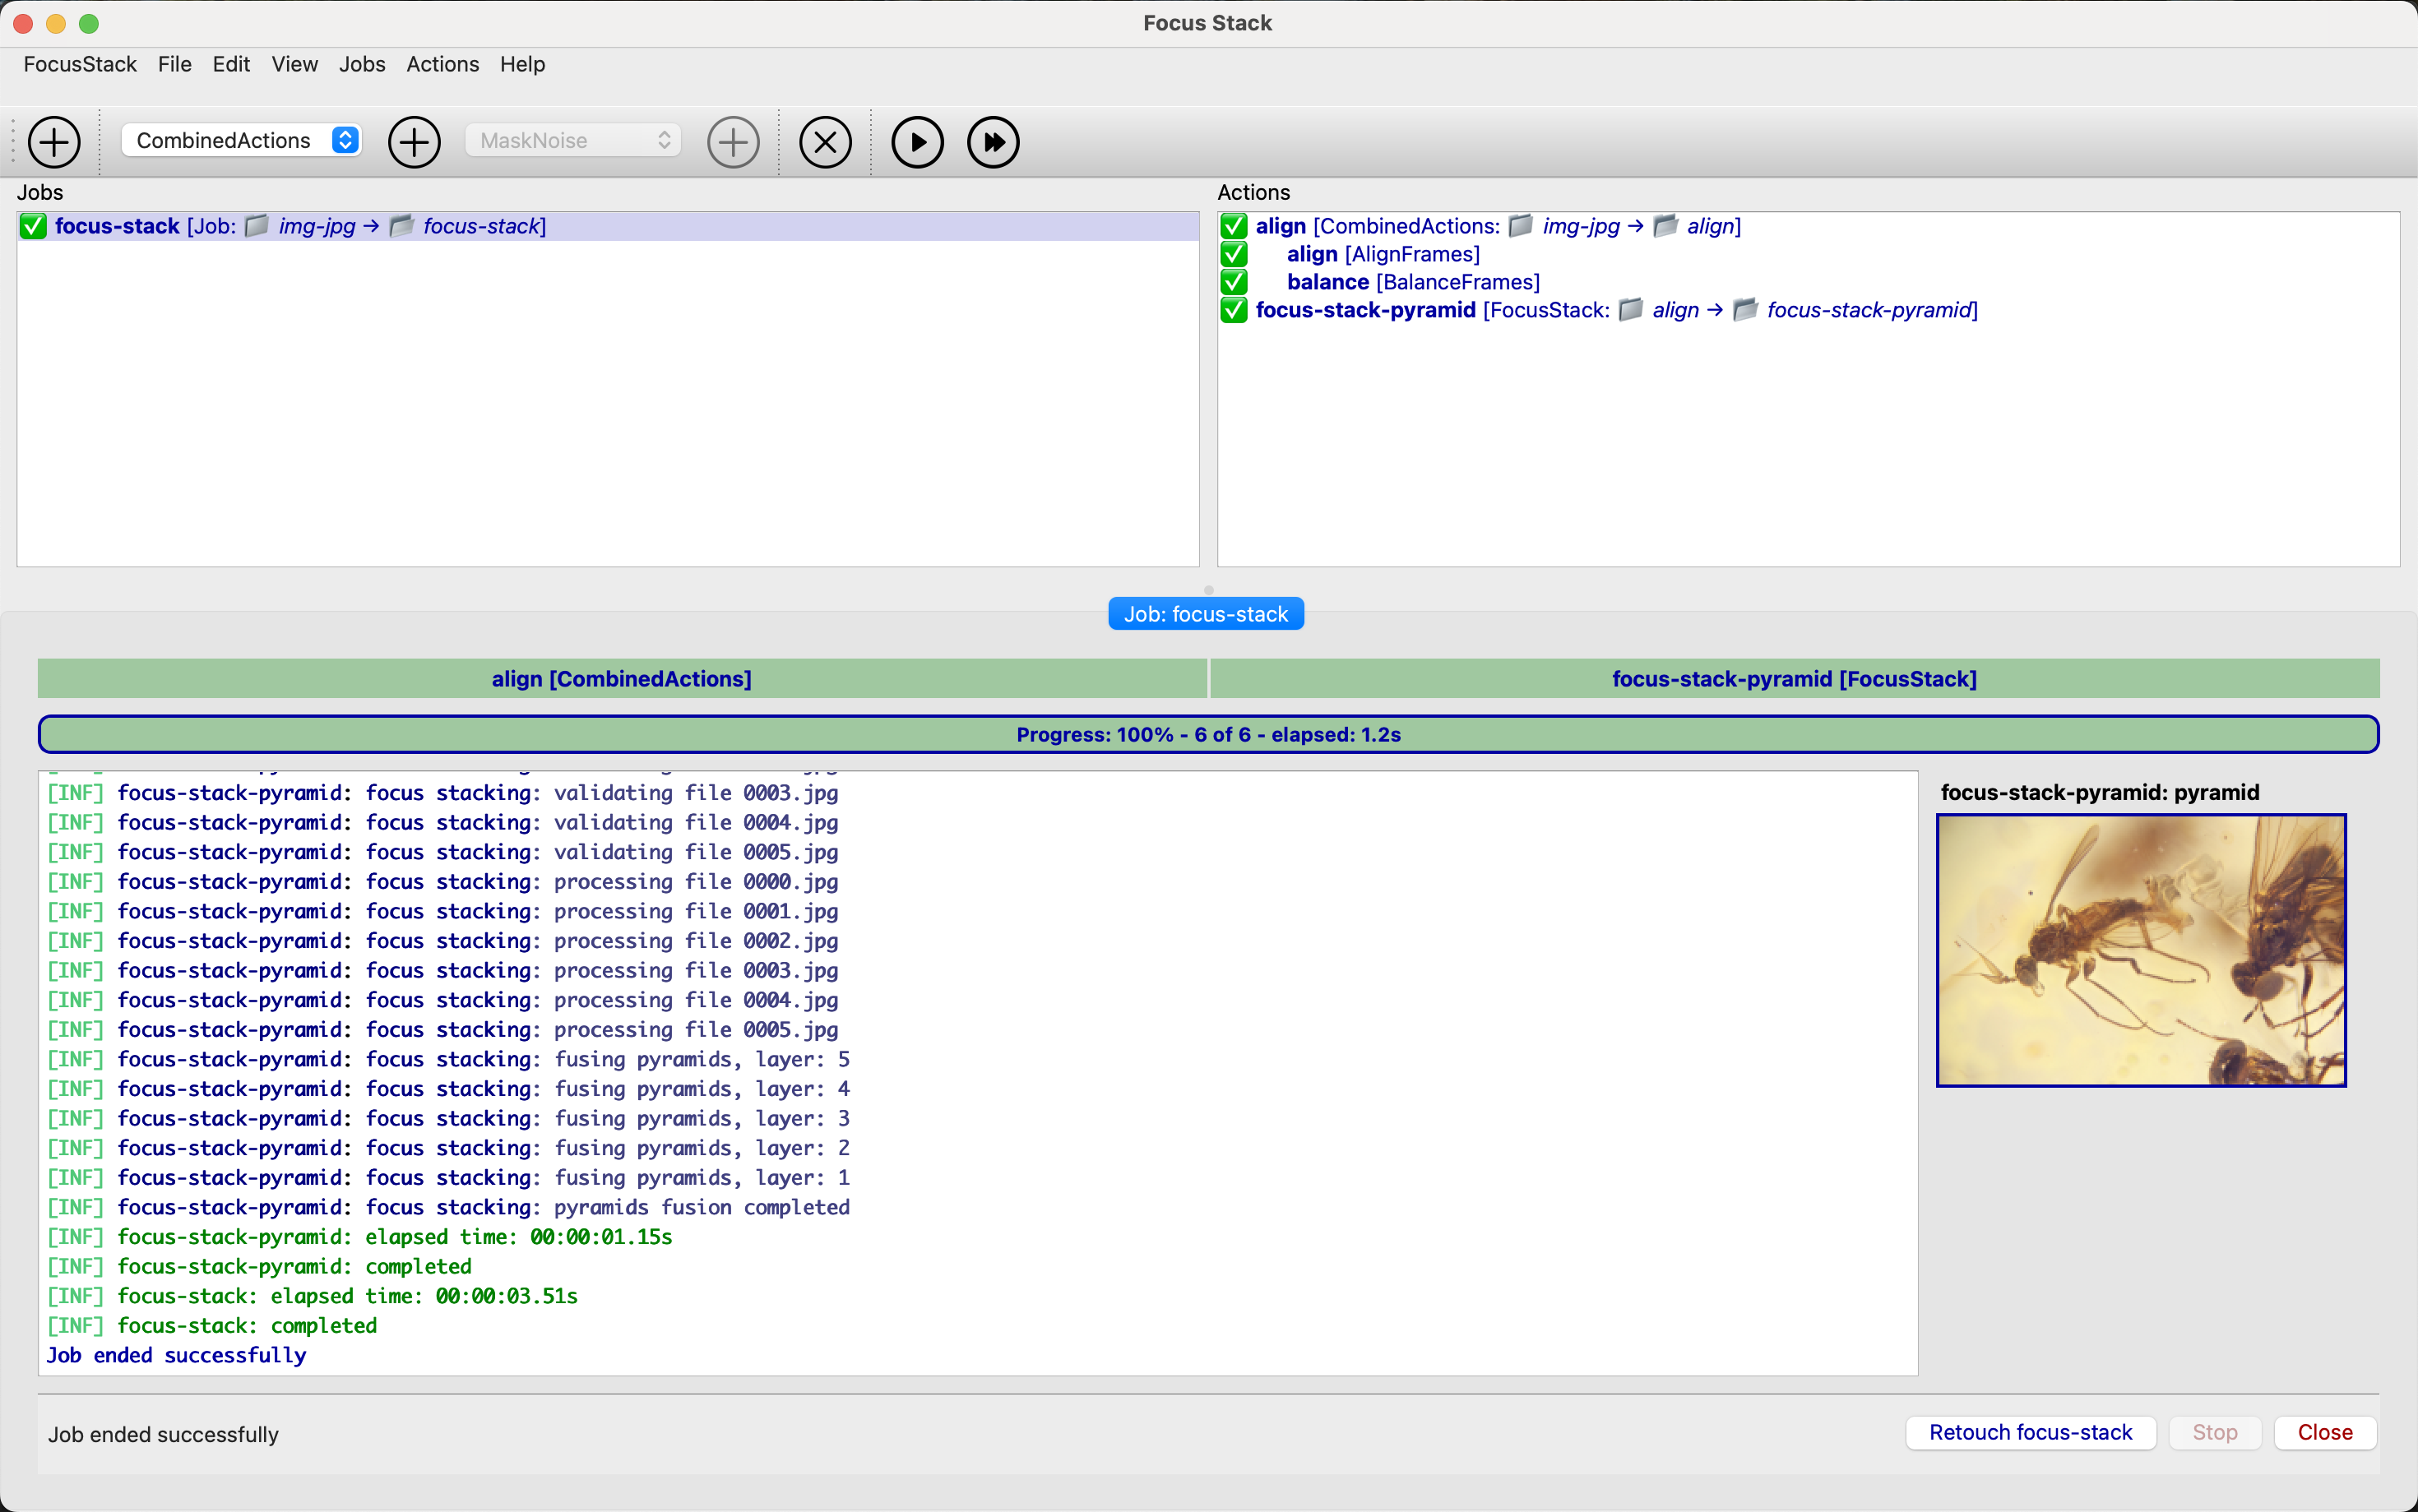 Focus Stack
FocusStack File Edit View Jobs Actions Help
CombinedActions MaskNoise
Jobs
focus-stack [Job: img-jpg → focus-stack]
Actions
align [CombinedActions: img-jpg → align]
align [AlignFrames]
balance [BalanceFrames]
focus-stack-pyramid [FocusStack: align → focus-stack-pyramid]
Job: focus-stack
align [CombinedActions] focus-stack-pyramid [FocusStack]
Progress: 100% - 6 of 6 - elapsed: 1.2s
[INF] focus-stack-pyramid: focus stacking: validating file 0003.jpg
[INF] focus-stack-pyramid: focus stacking: validating file 0004.jpg
[INF] focus-stack-pyramid: focus stacking: validating file 0005.jpg
[INF] focus-stack-pyramid: focus stacking: processing file 0000.jpg
[INF] focus-stack-pyramid: focus stacking: processing file 0001.jpg
[INF] focus-stack-pyramid: focus stacking: processing file 0002.jpg
[INF] focus-stack-pyramid: focus stacking: processing file 0003.jpg
[INF] focus-stack-pyramid: focus stacking: processing file 0004.jpg
[INF] focus-stack-pyramid: focus stacking: processing file 0005.jpg
[INF] focus-stack-pyramid: focus stacking: fusing pyramids, layer: 5
[INF] focus-stack-pyramid: focus stacking: fusing pyramids, layer: 4
[INF] focus-stack-pyramid: focus stacking: fusing pyramids, layer: 3
[INF] focus-stack-pyramid: focus stacking: fusing pyramids, layer: 2
[INF] focus-stack-pyramid: focus stacking: fusing pyramids, layer: 1
[INF] focus-stack-pyramid: focus stacking: pyramids fusion completed
[INF] focus-stack-pyramid: elapsed time: 00:00:01.15s
[INF] focus-stack-pyramid: completed
[INF] focus-stack: elapsed time: 00:00:03.51s
[INF] focus-stack: completed
Job ended successfully
focus-stack-pyramid: pyramid
Job ended successfully
Retouch focus-stack Stop Close